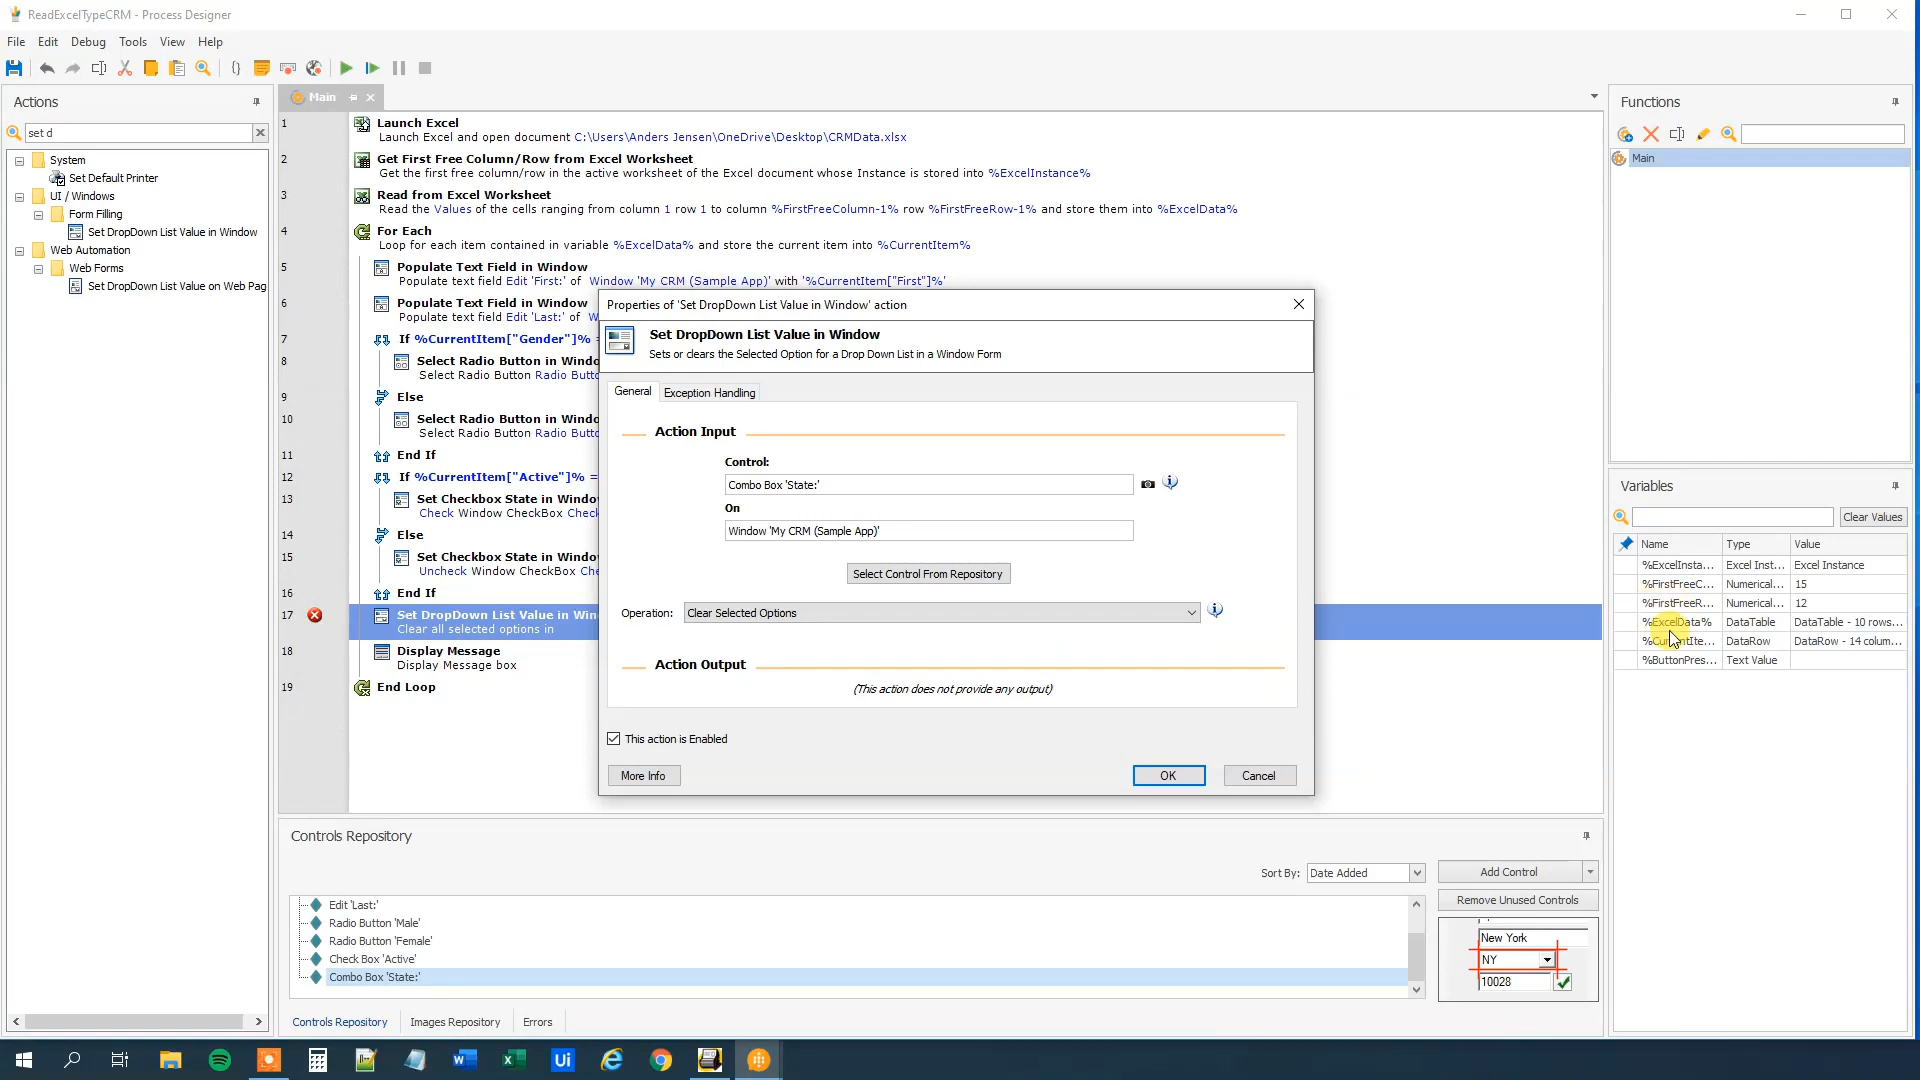 ReadExcelTypeCRM - Process Designer
File Edit Debug Tools View Help
Actions
set d
System
Set Default Printer
UI / Windows
Form Filling
Set DropDown List Value in Window
Web Automation
Web Forms
Set DropDown List Value on Web Pag
Main
1 Launch Excel
Launch Excel and open document C:\Users\Anders Jensen\OneDrive\Desktop\CRMData.xlsx
2 Get First Free Column/Row from Excel Worksheet
Get the first free column/row in the active worksheet of the Excel document whose Instance is stored into %ExcelInstance%
3 Read from Excel Worksheet
Read the Values of the cells ranging from column 1 row 1 to column %FirstFreeColumn-1% row %FirstFreeRow-1% and store them into %ExcelData%
4 For Each
Loop for each item contained in variable %ExcelData% and store the current item into %CurrentItem%
5 Populate Text Field in Window
Populate text field Edit 'First:' of Window 'My CRM (Sample App)' with '%CurrentItem["First"]%'
6 Populate Text Field in Window
Populate text field Edit 'Last:' of W
7 If %CurrentItem["Gender"]% =
8 Select Radio Button in Windo
Select Radio Button Radio Butto
9 Else
10 Select Radio Button in Windo
Select Radio Button Radio Butto
11 End If
12 If %CurrentItem["Active"]% =
13 Set Checkbox State in Windo
Check Window CheckBox Chec
14 Else
15 Set Checkbox State in Windo
Uncheck Window CheckBox Che
16 End If
17 Set DropDown List Value in Win
Clear all selected options in
18 Display Message
Display Message box
19 End Loop
Properties of 'Set DropDown List Value in Window' action
Set DropDown List Value in Window
Sets or clears the Selected Option for a Drop Down List in a Window Form
General Exception Handling
Action Input
Control:
Combo Box 'State:'
On
Window 'My CRM (Sample App)'
Select Control From Repository
Operation: Clear Selected Options
Action Output
(This action does not provide any output)
This action is Enabled
More Info OK Cancel
Controls Repository
Sort By: Date Added Add Control
Remove Unused Controls
Edit 'Last:'
Radio Button 'Male'
Radio Button 'Female'
Check Box 'Active'
Combo Box 'State:'
New York
NY
10028
Controls Repository Images Repository Errors
Functions
Main
Variables
Clear Values
Name Type Value
%ExcelInsta... Excel Inst... Excel Instance
%FirstFreeC... Numerical... 15
%FirstFreeR... Numerical... 12
%ExcelData% DataTable DataTable - 10 rows...
%CurrentIte... DataRow DataRow - 14 colum...
%ButtonPres... Text Value
Ui